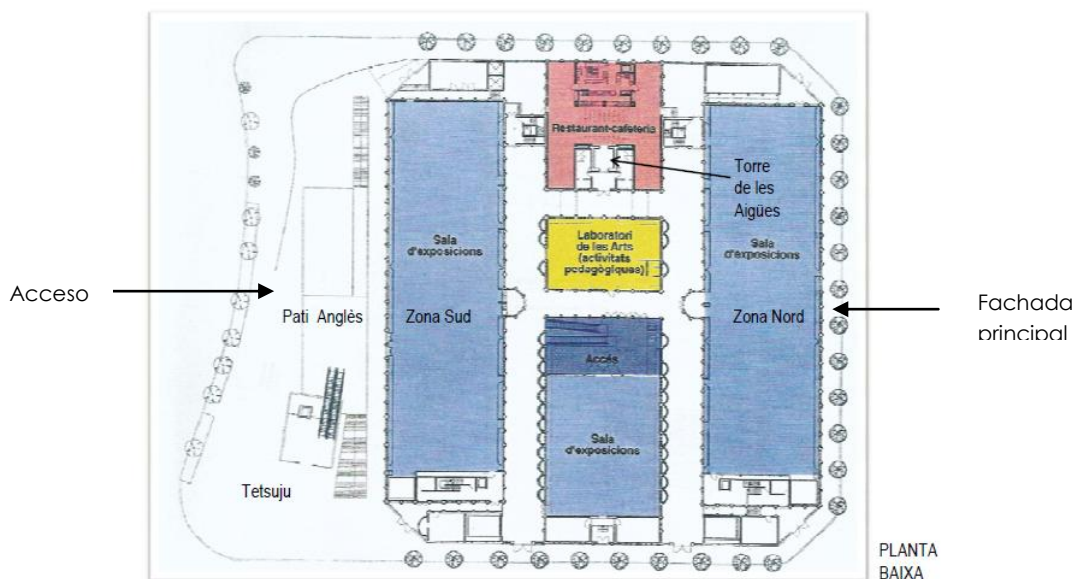 Restaurant-cafeteria
Torre
de les
Aigües
Sala
d'exposicions
Laboratori
de les Arts
(activitats
pedagògiques)
Sala
d'exposicions
Acceso
Pati Anglès
Zona Sud
Zona Nord
Fachada
principal
Accés
Sala
d'exposicions
Tetsuju
PLANTA
BAIXA